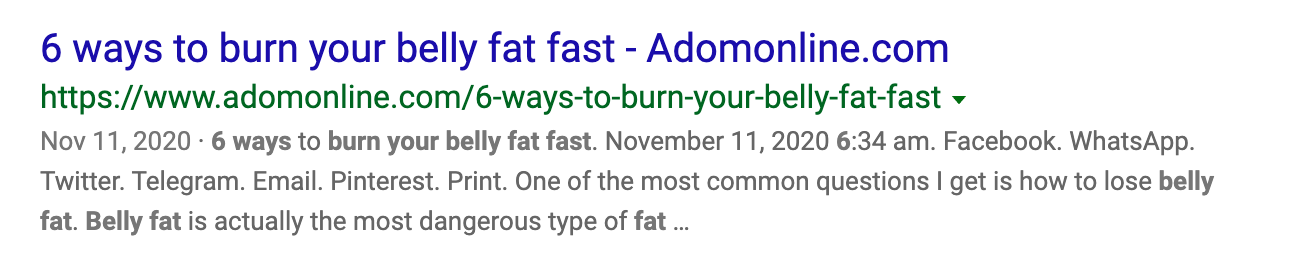 6 ways to burn your belly fat fast - Adomonline.com
https://www.adomonline.com/6-ways-to-burn-your-belly-fat-fast
Nov 11, 2020 · 6 ways to burn your belly fat fast. November 11, 2020 6:34 am. Facebook. WhatsApp.
Twitter. Telegram. Email. Pinterest. Print. One of the most common questions I get is how to lose belly
fat. Belly fat is actually the most dangerous type of fat ...